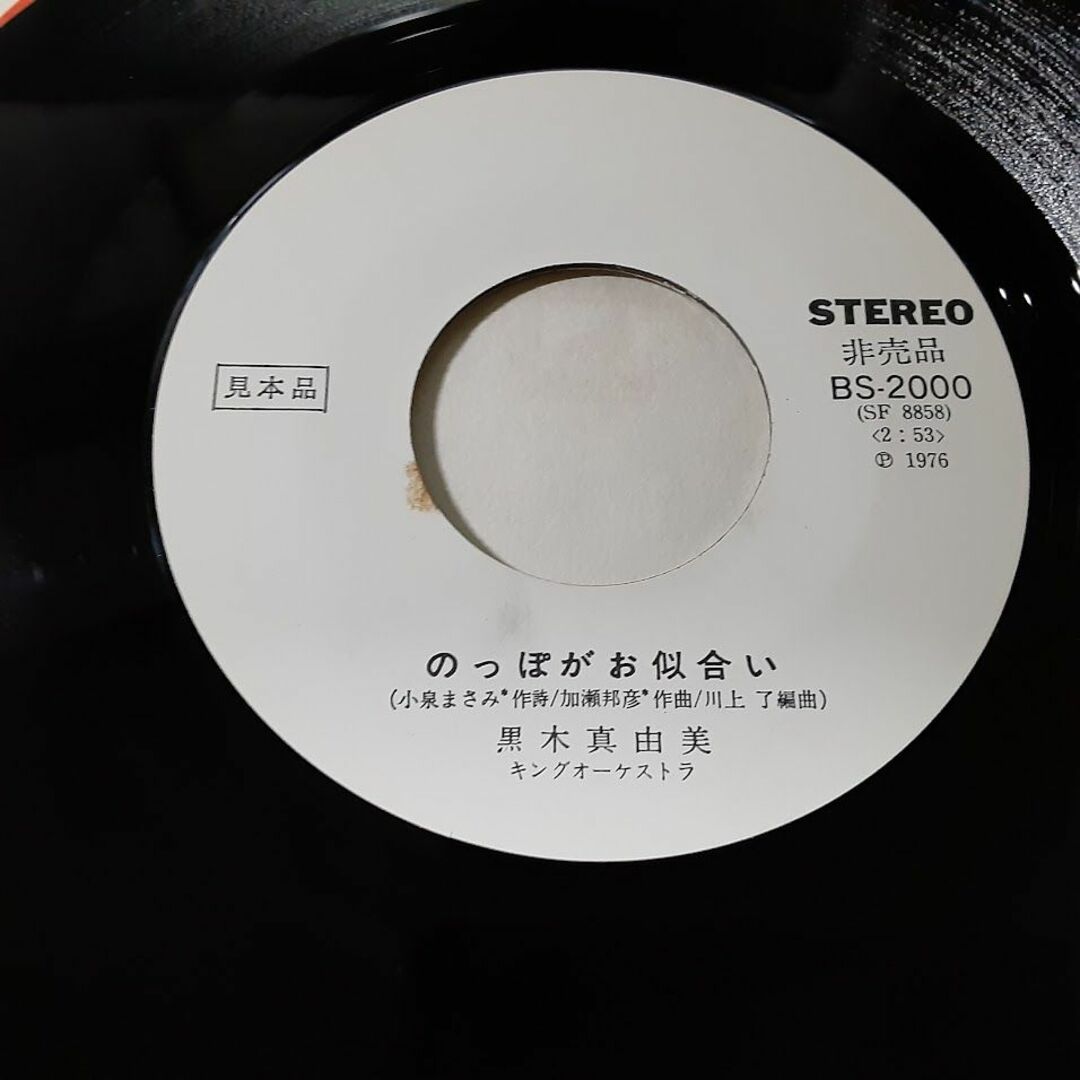 STEREO
非売品
BS-2000
(SF 8858)
〈2:53〉
Ⓟ 1976
見本品
のっぽがお似合い
(小泉まさみ*作詩/加瀬邦彦*作曲/川上 了編曲)
黒木真由美
キングオーケストラ